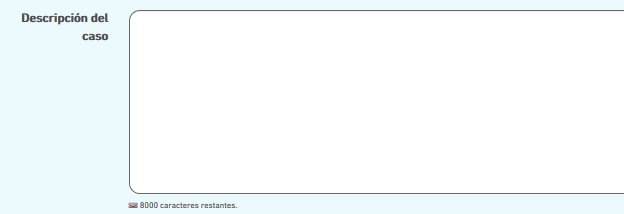 Descripción del
caso
8000 caracteres restantes.